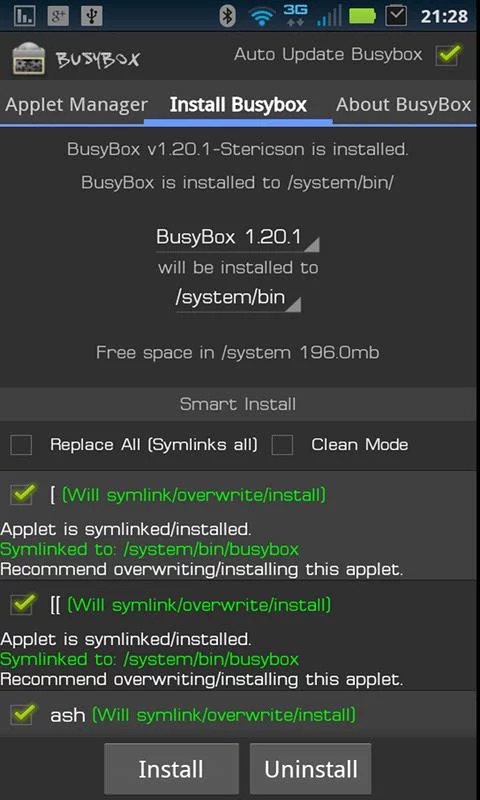 3G
21:28
g+
BUSYBOX
Auto Update Busybox
Applet Manager
Install Busybox
About BusyBox
BusyBox v1.20.1-Stericson is installed.
BusyBox is installed to /system/bin/
BusyBox 1.20.1
will be installed to
/system/bin
Free space in /system 196.0mb
Smart Install
Replace All (Symlinks all)
Clean Mode
[ (Will symlink/overwrite/install)
Applet is symlinked/installed.
Symlinked to: /system/bin/busybox
Recommend overwriting/installing this applet.
[[ (Will symlink/overwrite/install)
Applet is symlinked/installed.
Symlinked to: /system/bin/busybox
Recommend overwriting/installing this applet.
ash (Will symlink/overwrite/install)
Install
Uninstall